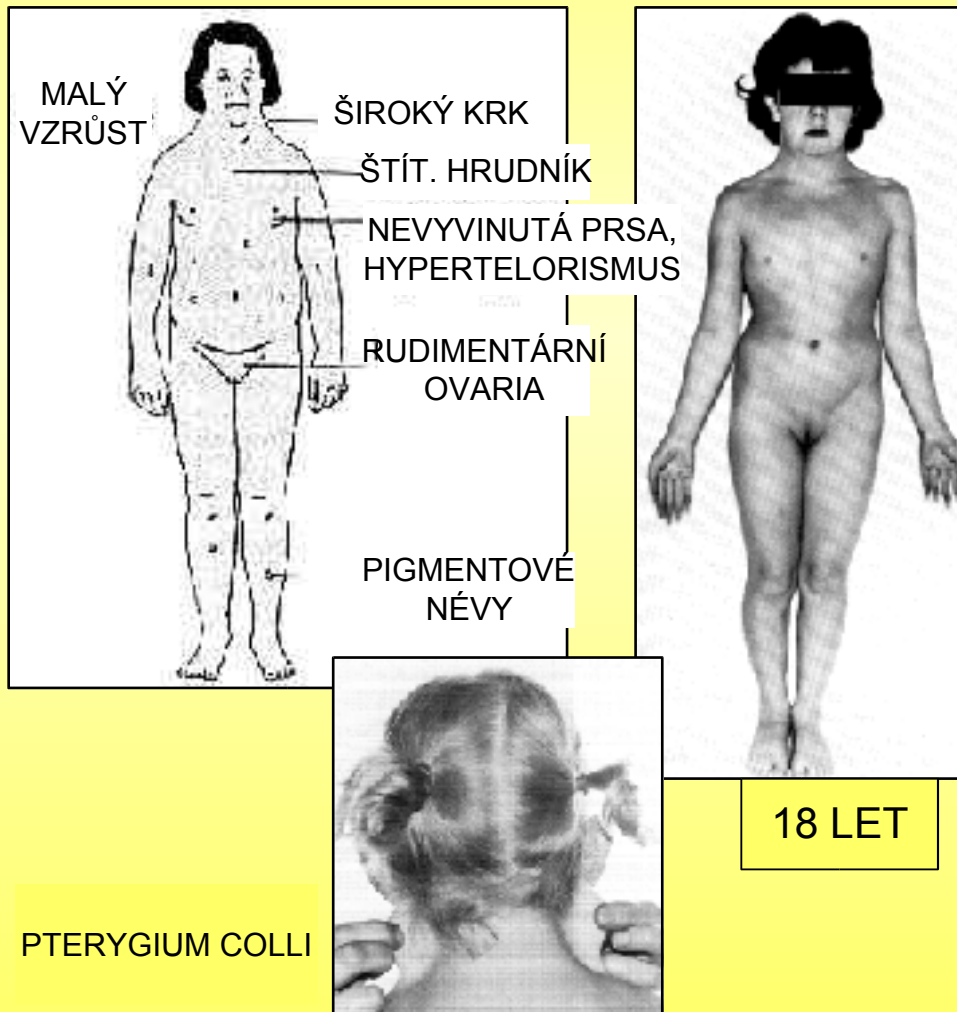 MALÝ
VZRŮST
ŠIROKÝ KRK
ŠTÍT. HRUDNÍK
NEVYVINUTÁ PRSA,
HYPERTELORISMUS
RUDIMENTÁRNÍ
OVARIA
PIGMENTOVÉ
NÉVY
18 LET
PTERYGIUM COLLI